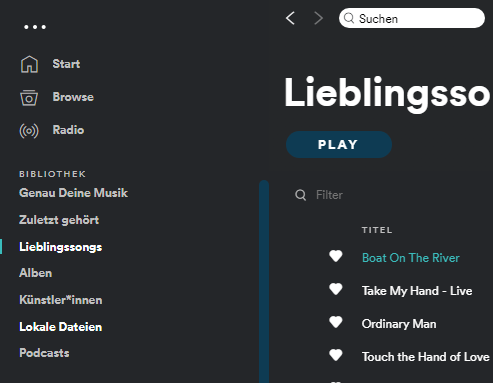 Suchen
Start
Browse
Radio
BIBLIOTHEK
Genau Deine Musik
Zuletzt gehört
Lieblingssongs
Alben
Künstler*innen
Lokale Dateien
Podcasts
Lieblingsso
PLAY
Filter
TITEL
Boat On The River
Take My Hand - Live
Ordinary Man
Touch the Hand of Love